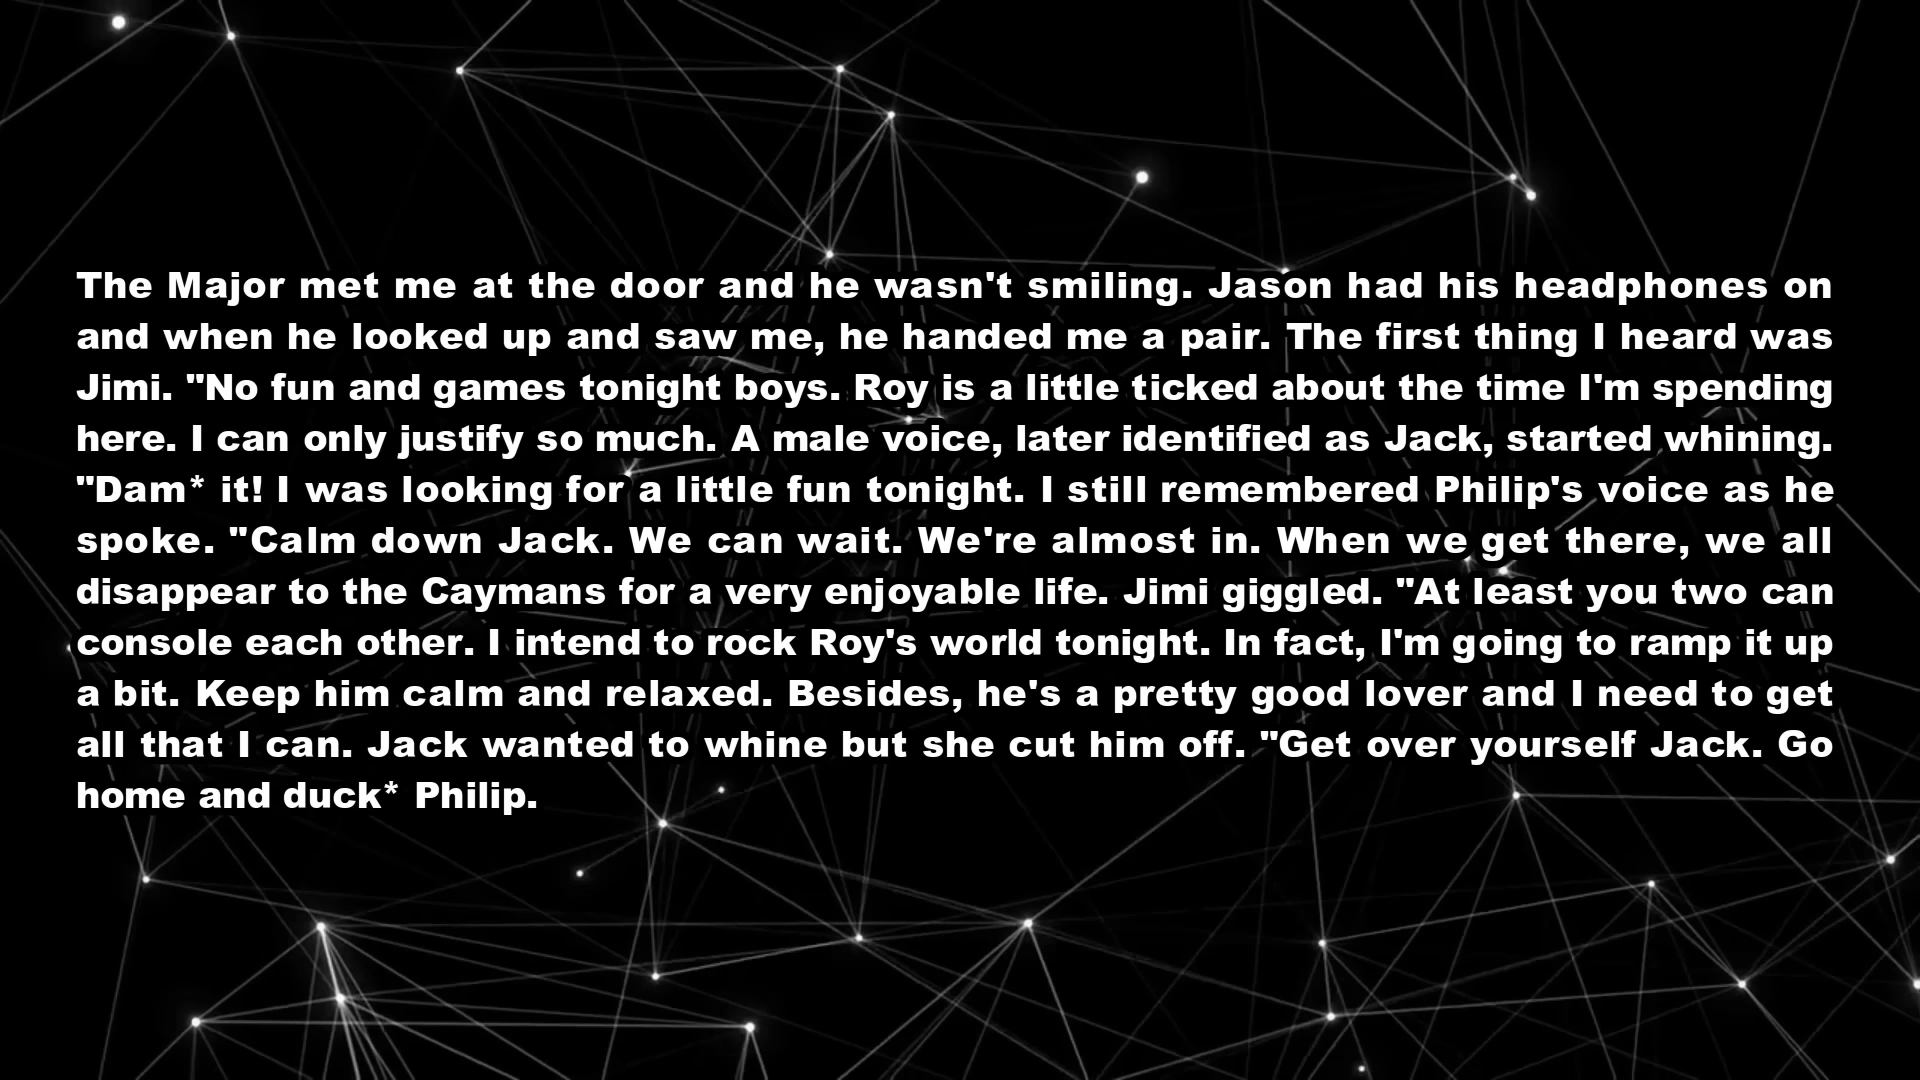 The Major met me at the door and he wasn't smiling. Jason had his headphones on
and when he looked up and saw me, he handed me a pair. The first thing I heard was
Jimi. "No fun and games tonight boys. Roy is a little ticked about the time I'm spending
here. I can only justify so much. A male voice, later identified as Jack, started whining.
"Dam* it! I was looking for a little fun tonight. I still remembered Philip's voice as he
spoke. "Calm down Jack. We can wait. We're almost in. When we get there, we all
disappear to the Caymans for a very enjoyable life. Jimi giggled. "At least you two can
console each other. I intend to rock Roy's world tonight. In fact, I'm going to ramp it up
a bit. Keep him calm and relaxed. Besides, he's a pretty good lover and I need to get
all that I can. Jack wanted to whine but she cut him off. "Get over yourself Jack. Go
home and duck* Philip.